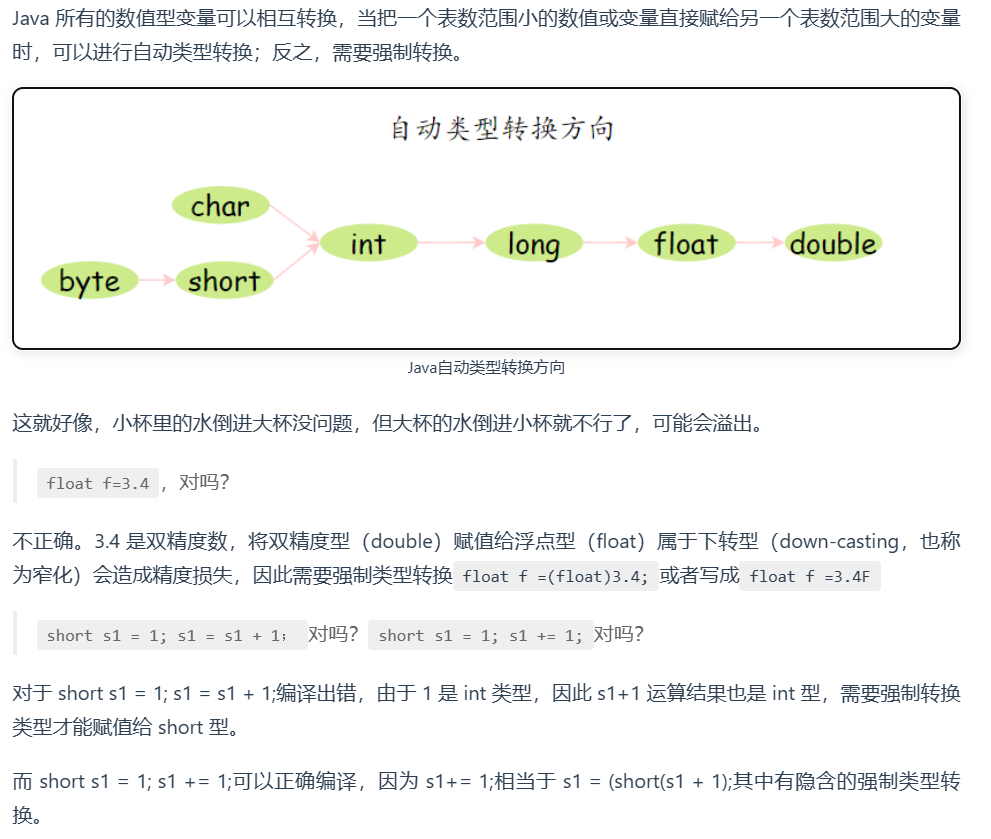 Java 所有的数值型变量可以相互转换，当把一个表数范围小的数值或变量直接赋给另一个表数范围大的变量
时，可以进行自动类型转换；反之，需要强制转换。
自动类型转换方向
char
int
long
float
double
byte
short
Java自动类型转换方向
这就好像，小杯里的水倒进大杯没问题，但大杯的水倒进小杯就不行了，可能会溢出。
float f=3.4，对吗？
不正确。3.4 是双精度数，将双精度型（double）赋值给浮点型（float）属于下转型（down-casting，也称
为窄化）会造成精度损失，因此需要强制类型转换float f =(float)3.4;或者写成float f =3.4F
short s1 = 1; s1 = s1 + 1；对吗？short s1 = 1; s1 += 1;对吗？
对于 short s1 = 1; s1 = s1 + 1;编译出错，由于 1 是 int 类型，因此 s1+1 运算结果也是 int 型，需要强制转换
类型才能赋值给 short 型。
而 short s1 = 1; s1 += 1;可以正确编译，因为 s1+= 1;相当于 s1 = (short(s1 + 1);其中有隐含的强制类型转
换。